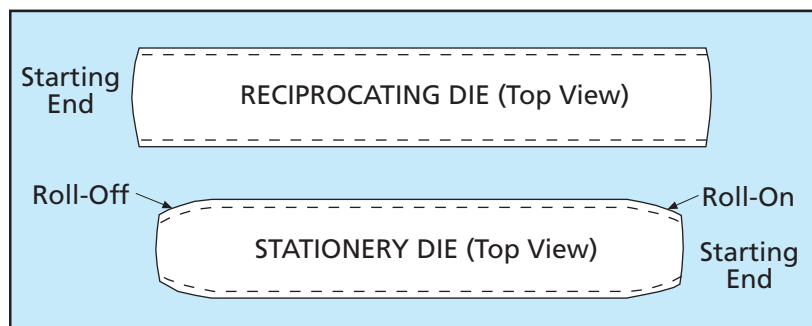 Starting
End
RECIPROCATING DIE (Top View)
Roll-Off
Roll-On
STATIONERY DIE (Top View)
Starting
End